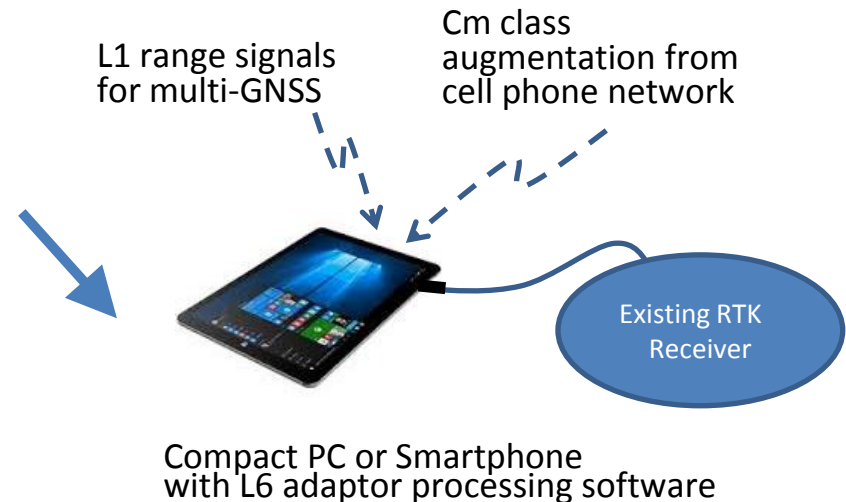 L1 range signals
for multi-GNSS
Cm class
augmentation from
cell phone network
Existing RTK
Receiver
Compact PC or Smartphone
with L6 adaptor processing software